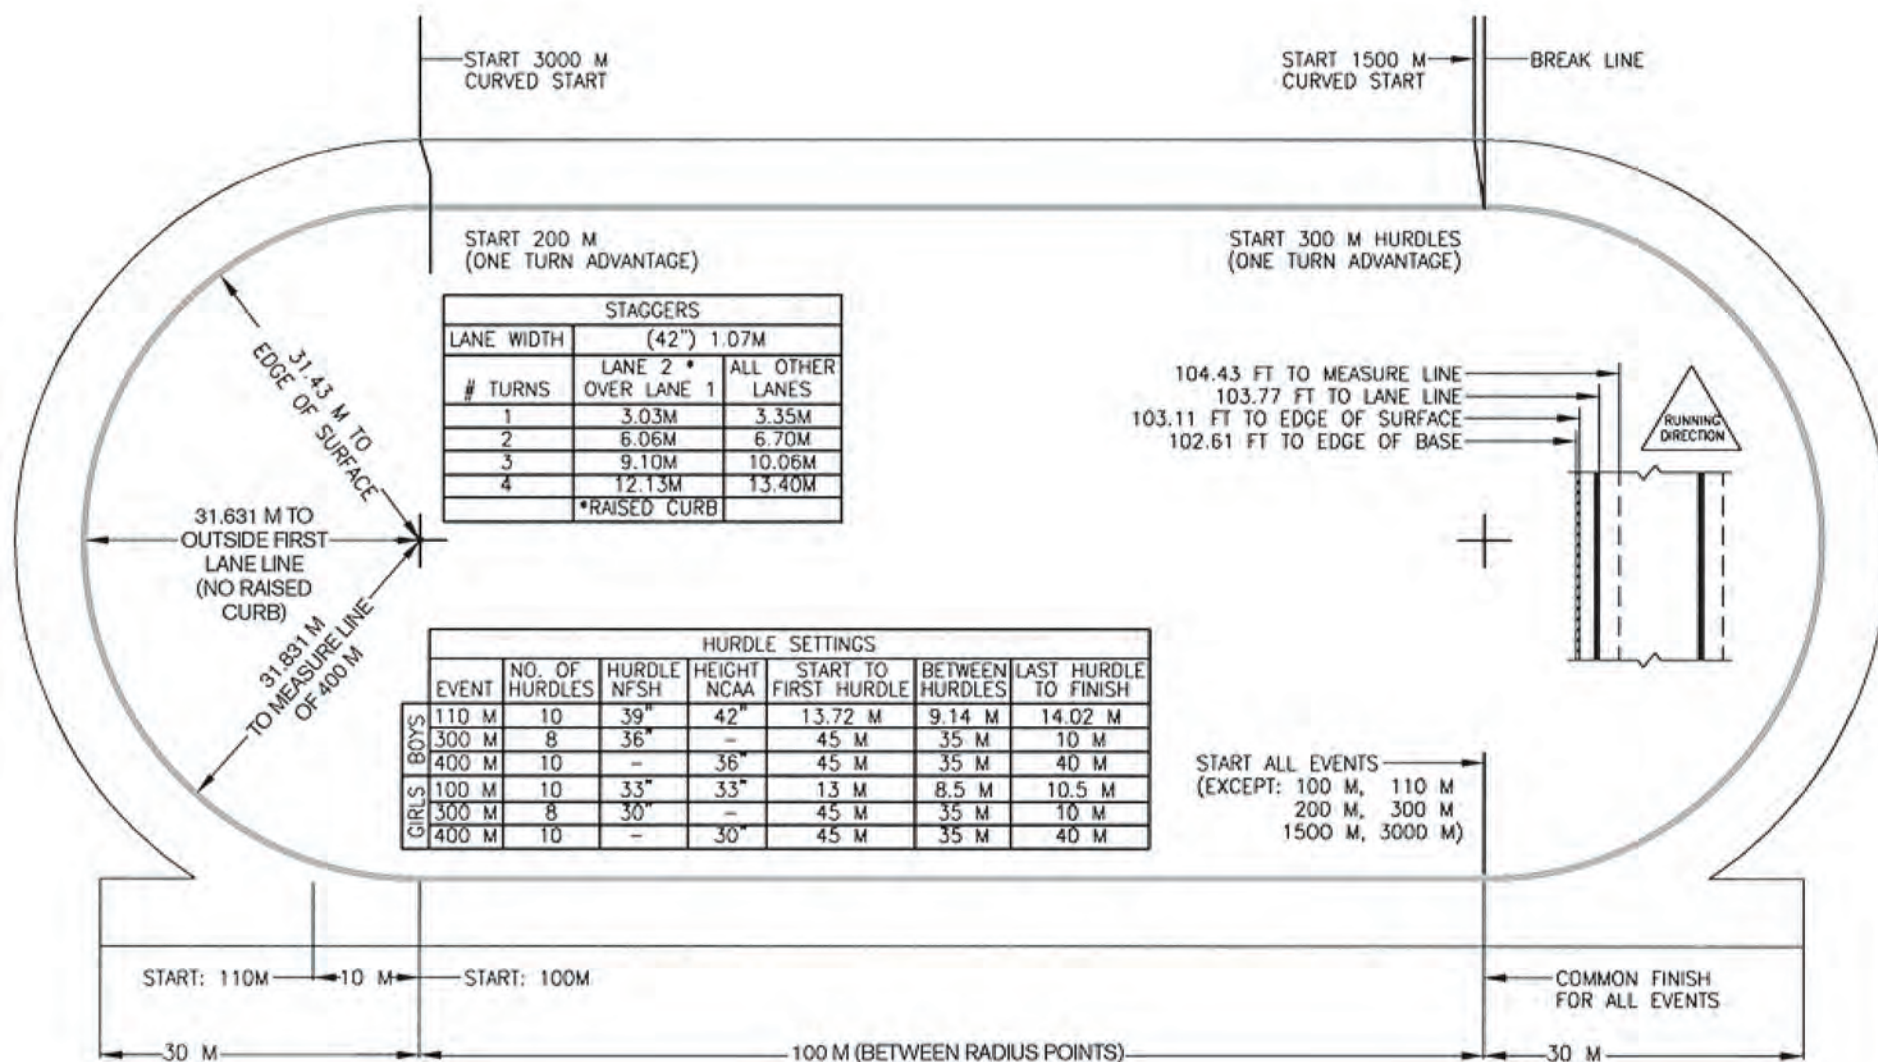 START 3000 M
CURVED START
START 1500 M
CURVED START
BREAK LINE
START 200 M
(ONE TURN ADVANTAGE)
START 300 M HURDLES
(ONE TURN ADVANTAGE)
STAGGERS
LANE WIDTH (42") 1.07M
# TURNS LANE 2 * OVER LANE 1 ALL OTHER LANES
1 3.03M 3.35M
2 6.06M 6.70M
3 9.10M 10.06M
4 12.13M 13.40M
*RAISED CURB
31.43 M TO
EDGE OF SURFACE
31.631 M TO
OUTSIDE FIRST
LANE LINE
(NO RAISED
CURB)
31.831 M
TO MEASURE LINE
OF 400 M
104.43 FT TO MEASURE LINE
103.77 FT TO LANE LINE
103.11 FT TO EDGE OF SURFACE
102.61 FT TO EDGE OF BASE
RUNNING
DIRECTION
HURDLE SETTINGS
EVENT NO. OF HURDLES HURDLE NFSH HEIGHT NCAA START TO FIRST HURDLE BETWEEN HURDLES LAST HURDLE TO FINISH
BOYS
110 M 10 39" 42" 13.72 M 9.14 M 14.02 M
300 M 8 36" - 45 M 35 M 10 M
400 M 10 - 36" 45 M 35 M 40 M
GIRLS
100 M 10 33" 33" 13 M 8.5 M 10.5 M
300 M 8 30" - 45 M 35 M 10 M
400 M 10 - 30" 45 M 35 M 40 M
START ALL EVENTS
(EXCEPT: 100 M, 110 M
200 M, 300 M
1500 M, 3000 M)
START: 110M
10 M
START: 100M
COMMON FINISH
FOR ALL EVENTS
30 M
100 M (BETWEEN RADIUS POINTS)
30 M